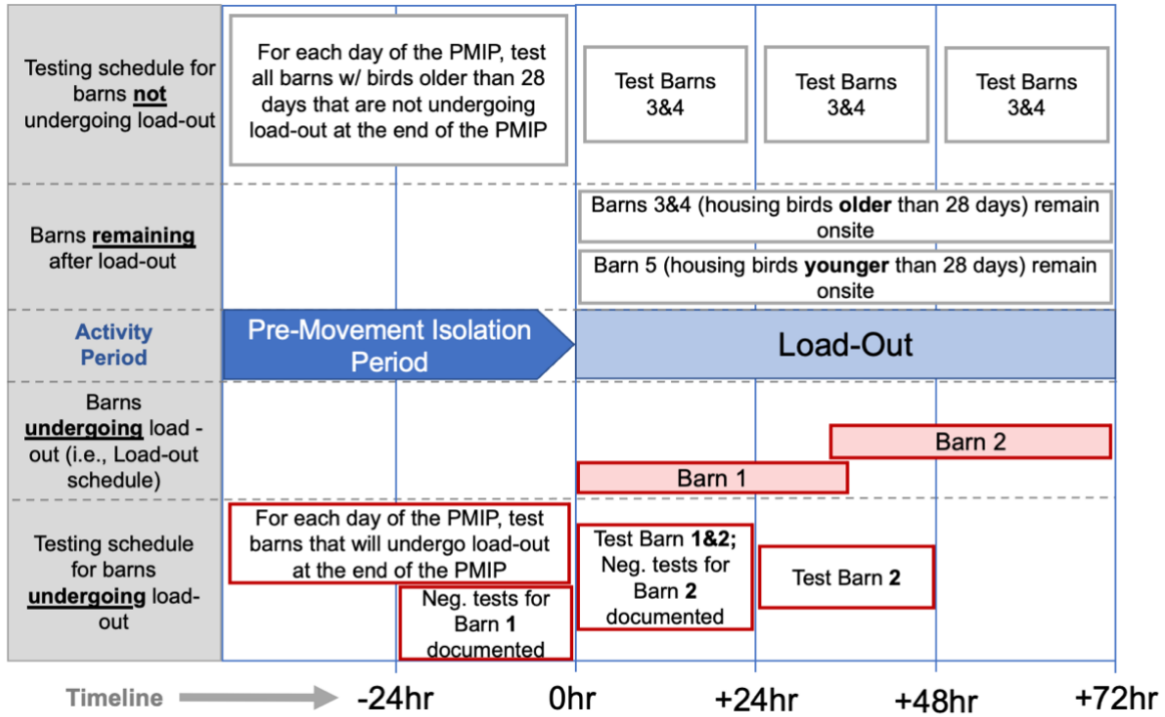 Testing schedule for
barns not
undergoing load-out
For each day of the PMIP, test
all barns w/ birds older than 28
days that are not undergoing
load-out at the end of the PMIP
Test Barns
3&4
Test Barns
3&4
Test Barns
3&4
Barns remaining
after load-out
Barns 3&4 (housing birds older than 28 days) remain
onsite
Barn 5 (housing birds younger than 28 days) remain
onsite
Activity
Period
Pre-Movement Isolation
Period
Load-Out
Barns
undergoing load -
out (i.e., Load-out
schedule)
Barn 2
Barn 1
Testing schedule
for barns
undergoing load-
out
For each day of the PMIP, test
barns that will undergo load-out
at the end of the PMIP
Neg. tests for
Barn 1
documented
Test Barn 1&2;
Neg. tests for
Barn 2
documented
Test Barn 2
Timeline
-24hr
0hr
+24hr
+48hr
+72hr